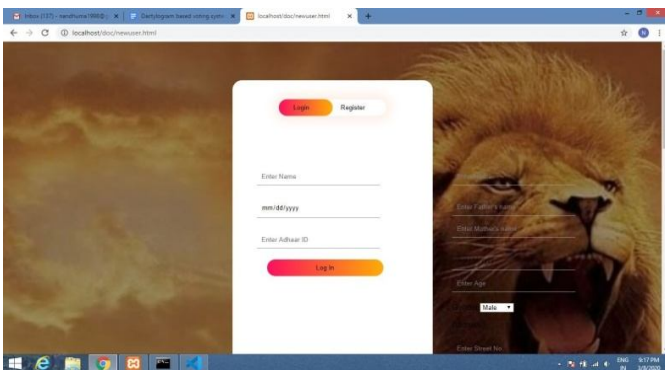 Inbox (137) - nandhuma1998@g
Dactylogram based voting syste
localhost/doc/newuser.html
localhost/doc/newuser.html
N
Login
Register
Enter Name
mm/dd/yyyy
Enter Adhaar ID
Log In
Enter Father's name
Enter Mother's name
Enter Age
Male
Enter Street No
ENG
IN
9:17 PM
3/8/2020